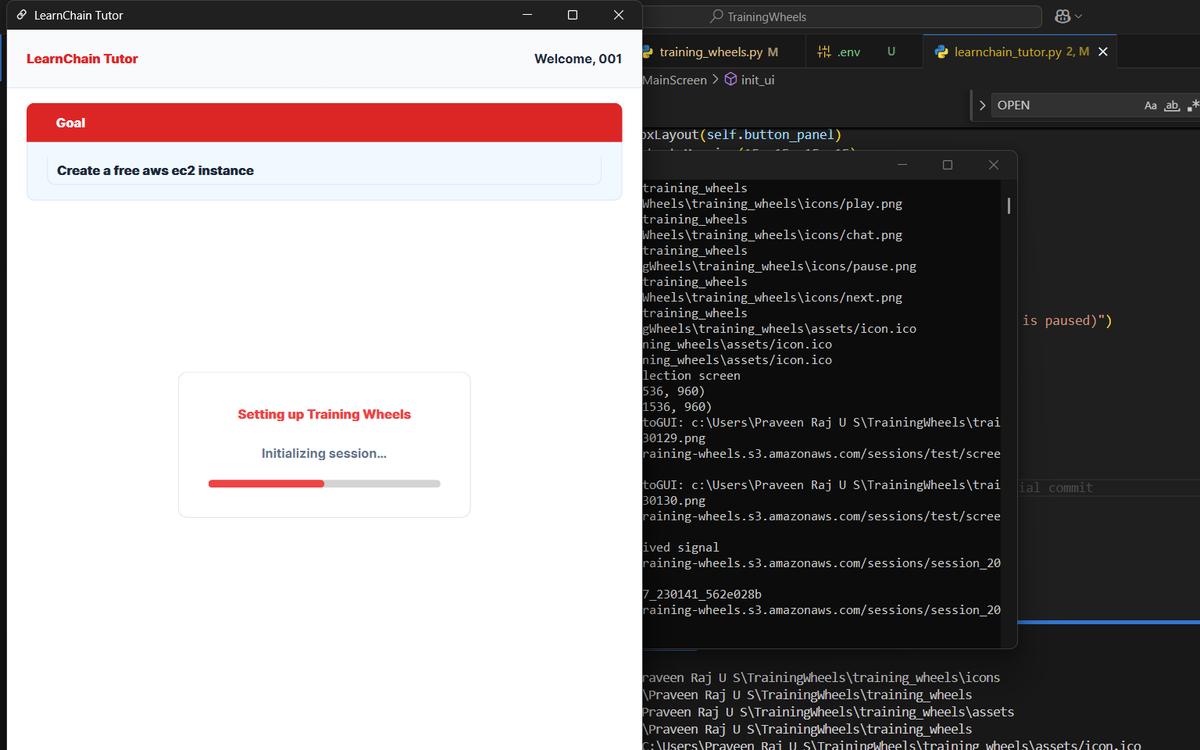 LearnChain Tutor
LearnChain Tutor
Welcome, 001
Goal
Create a free aws ec2 instance
Setting up Training Wheels
Initializing session...
TrainingWheels
training_wheels.py M
.env U
learnchain_tutor.py 2, M
MainScreen > init_ui
OPEN
Aa ab
oxLayout(self.button_panel)
training_wheels
Wheels\training_wheels\icons/play.png
training_wheels
Wheels\training_wheels\icons/chat.png
training_wheels
gWheels\training_wheels\icons/pause.png
training_wheels
Wheels\training_wheels\icons/next.png
training_wheels
gWheels\training_wheels\assets/icon.ico
ning_wheels\assets/icon.ico
ning_wheels\assets/icon.ico
lection screen
536, 960)
1536, 960)
toGUI: c:\Users\Praveen Raj U S\TrainingWheels\trai
30129.png
raining-wheels.s3.amazonaws.com/sessions/test/scree
toGUI: c:\Users\Praveen Raj U S\TrainingWheels\trai
30130.png
raining-wheels.s3.amazonaws.com/sessions/test/scree
ived signal
raining-wheels.s3.amazonaws.com/sessions/session_20
7_230141_562e028b
raining-wheels.s3.amazonaws.com/sessions/session_20
is paused)")
ial commit
raveen Raj U S\TrainingWheels\training_wheels\icons
\Praveen Raj U S\TrainingWheels\training_wheels
Praveen Raj U S\TrainingWheels\training_wheels\assets
\Praveen Raj U S\TrainingWheels\training_wheels
C:\Users\Praveen Raj U S\TrainingWheels\training_wheels\assets/icon.ico